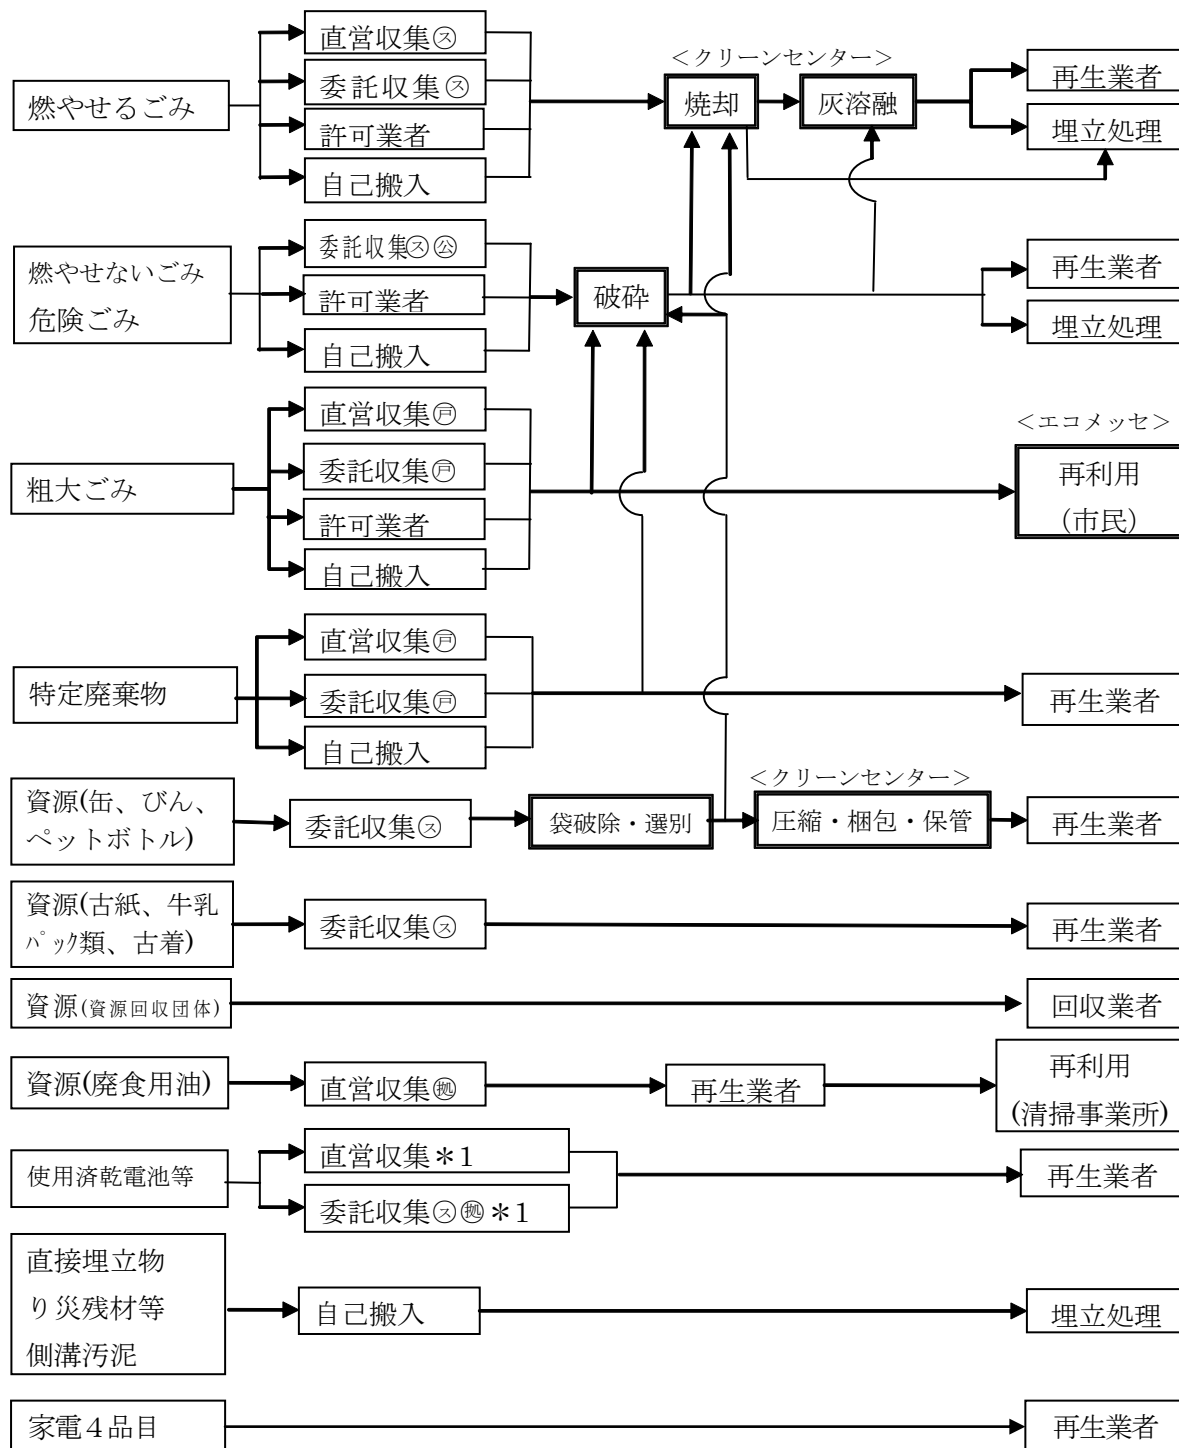 燃やせるごみ
直営収集㋜
委託収集㋜
許可業者
自己搬入
＜クリーンセンター＞
焼却
灰溶融
再生業者
埋立処理
燃やせないごみ
危険ごみ
委託収集㋜㊡
許可業者
自己搬入
破砕
再生業者
埋立処理
粗大ごみ
直営収集㊡
委託収集㊡
許可業者
自己搬入
＜エコメッセ＞
再利用
（市民）
特定廃棄物
直営収集
委託収集
自己搬入
再生業者
資源(缶、びん、
ペットボトル)
委託収集㋜
袋破除・選別
＜クリーンセンター＞
圧縮・梱包・保管
再生業者
資源(古紙、牛乳
パック類、古着)
委託収集㋜
再生業者
資源(資源回収団体)
回収業者
資源(廃食用油)
直営収集
再生業者
再利用
(清掃事業所)
使用済乾電池等
直営収集＊1
委託収集㋜＊1
再生業者
直接埋立物
り災残材等
側溝汚泥
自己搬入
埋立処理
家電４品目
再生業者